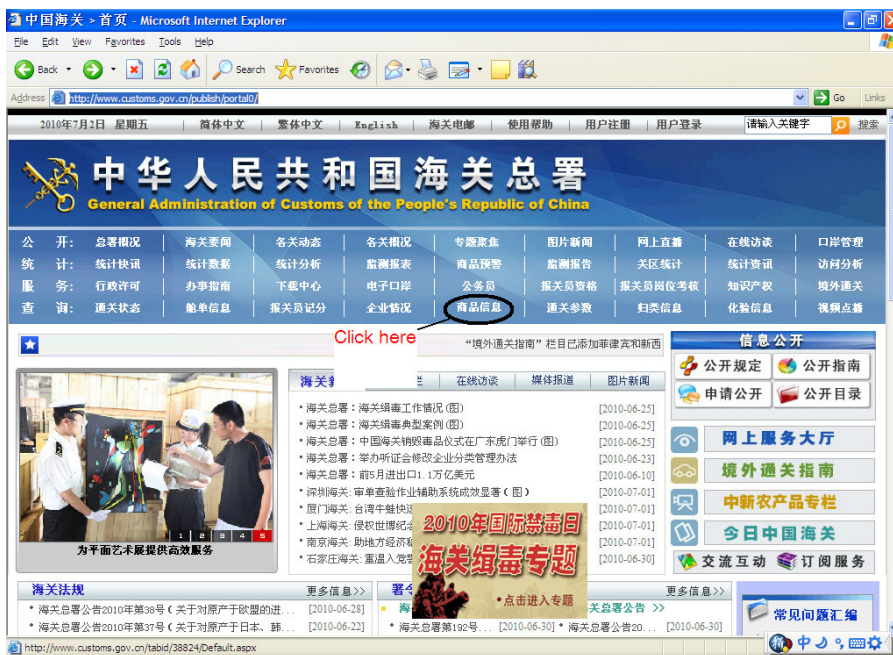 中国海关 > 首页 - Microsoft Internet Explorer
File Edit View Favorites Tools Help
Back Search Favorites
Address http://www.customs.gov.cn/publish/portal0/ Go Links
2010年7月2日 星期五 | 简体中文 | 繁体中文 | English | 海关电邮 | 使用帮助 | 用户注册 | 用户登录 请输入关键字 搜索
中华人民共和国海关总署
General Administration of Customs of the People's Republic of China
公 开: 总署概况 海关要闻 各关动态 各关概况 专题聚焦 图片新闻 网上直播 在线访谈 口岸管理
统 计: 统计快讯 统计数据 统计分析 监测报表 商品预警 监测报告 关区统计 统计资讯 访问分析
服 务: 行政许可 办事指南 下载中心 电子口岸 公务员 报关员资格 报关员岗位考核 知识产权 境外通关
查 询: 通关状态 舱单信息 报关员记分 企业情况 商品信息 通关参数 归类信息 化验信息 视频点播
Click here
“境外通关指南”栏目已添加菲律宾和新西
信息公开
公开规定 公开指南
申请公开 公开目录
海关 栏 在线访谈 媒体报道 图片新闻
•海关总署:海关缉毒工作情况(图) [2010-06-25]
•海关总署:海关缉毒典型案例(图) [2010-06-25]
•海关总署:中国海关销毁毒品仪式在广东虎门举行(图) [2010-06-25]
•海关总署:举办听证会修改企业分类管理办法 [2010-06-23]
•海关总署:前5月进出口1.1万亿美元 [2010-06-10]
•深圳海关:审单查验作业辅助系统成效显著(图) [2010-07-01]
•厦门海关:台湾牛蛙快速 [2010-07-01]
•上海海关:侵权世博纪念 [2010-07-01]
•南京海关:助地方经济 [2010-07-01]
•石家庄海关:重温入党誓 [2010-06-30]
1 2 3 4 5
为平面艺术展提供高效服务
2010年国际禁毒日
海关缉毒专题
•点击进入专题
网上服务大厅
境外通关指南
中新农产品专栏
今日中国海关
交流互动 订阅服务
海关法规 更多信息>>
•海关总署公告2010年第38号(关于对原产于欧盟的进... [2010-06-28]
•海关总署公告2010年第37号(关于对原产于日本、韩... [2010-06-22]
署令 更多信息>>
海 关总署公告 >>
•海关总署第192号... [2010-06-30] •海关总署公告20... [2010-06-30]
常见问题汇编
http://www.customs.gov.cn/tabid/38824/Default.aspx
中